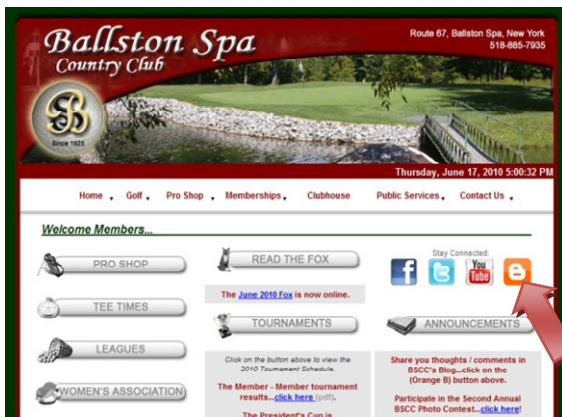 Ballston Spa
Country Club
Route 67, Ballston Spa, New York
518-885-7935
SB
Since 1925
Thursday, June 17, 2010 5:00:32 PM
Home Golf Pro Shop Memberships Clubhouse Public Services Contact Us
Welcome Members...
PRO SHOP
TEE TIMES
LEAGUES
WOMEN'S ASSOCIATION
READ THE FOX
The June 2010 Fox is now online.
TOURNAMENTS
Click on the button above to view the
2010 Tournament Schedule.
The Member - Member tournament
results...click here (pdf).
The President's Cup is
Stay Connected:
f
t
You
Tube
B
ANNOUNCEMENTS
Share you thoughts / comments in
BSCC's Blog...click on the
(Orange B) button above.
Participate in the Second Annual
BSCC Photo Contest...click here!